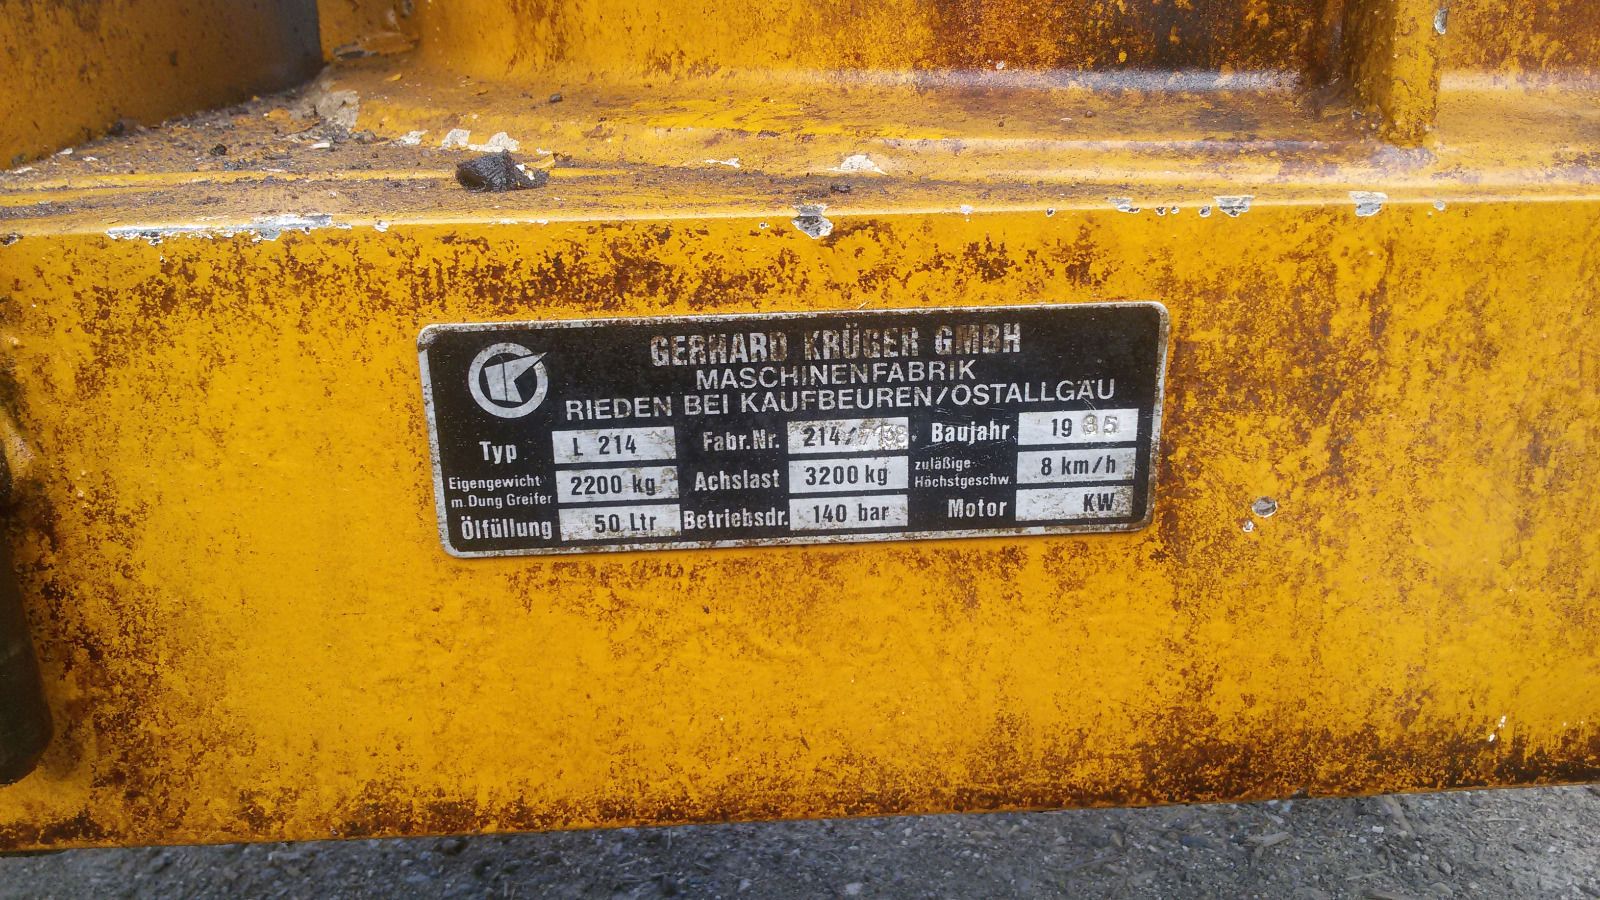 GERHARD KRÜGER GMBH
MASCHINENFABRIK
RIEDEN BEI KAUFBEUREN/OSTALLGÄU
Typ L 214 Fabr.Nr. Baujahr 1985
Eigengewicht m. Dung Greifer 2200 kg Achslast 3200 kg zuläßige Höchstgeschw. 8 km/h
Ölfüllung 50 Ltr Betriebsdr. 140 bar Motor KW